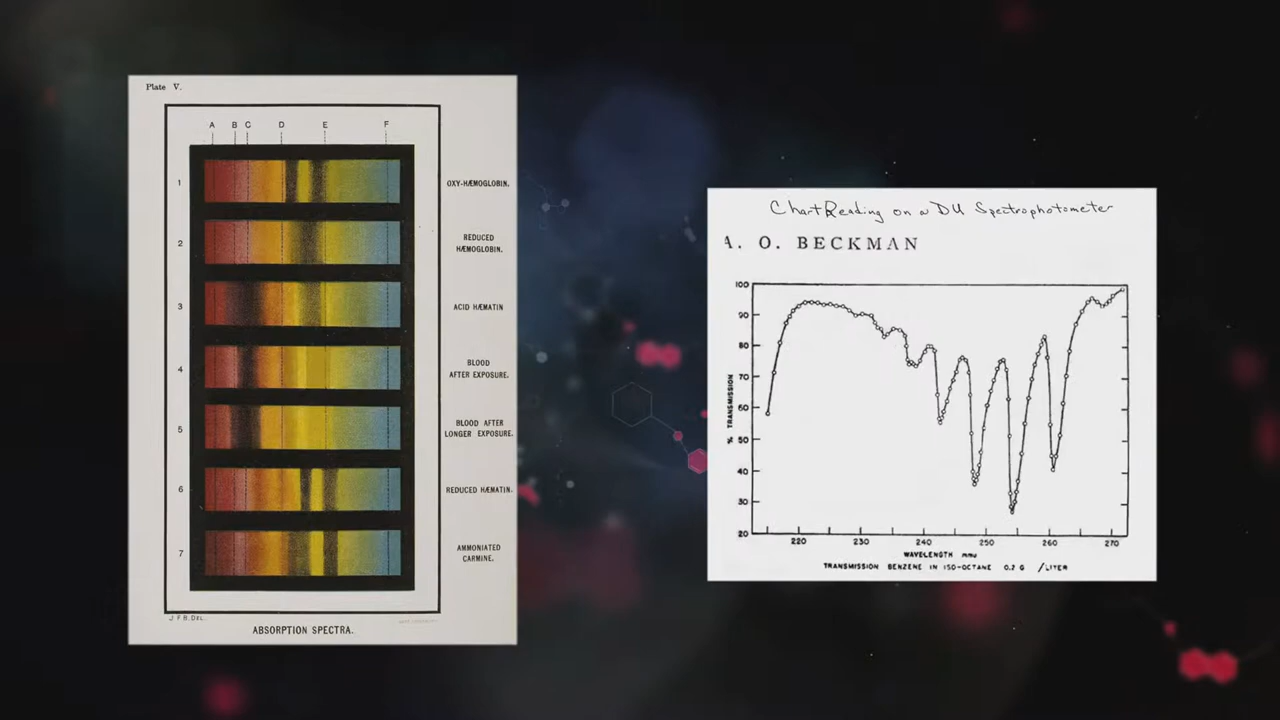 Plate V.
A B C D E F
1 OXY-HÆMOGLOBIN.
2 REDUCED
HÆMOGLOBIN.
3 ACID HÆMATIN
4 BLOOD
AFTER EXPOSURE.
5 BLOOD AFTER
LONGER EXPOSURE.
6 REDUCED HÆMATIN.
7 AMMONIATED
CARMINE.
J.F.B. DEL.
ABSORPTION SPECTRA.
Chart Reading on a DU Spectrophotometer
A. O. BECKMAN
100
90
80
70
60
50
40
30
20
% TRANSMISSION
220 230 240 250 260 270
WAVELENGTH mmu
TRANSMISSION BENZENE IN ISO-OCTANE 0.2 G /LITER